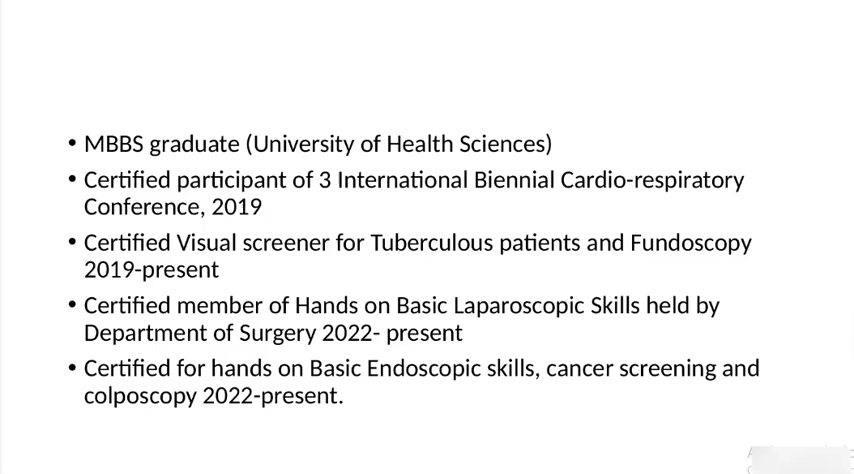 • MBBS graduate (University of Health Sciences)
• Certified participant of 3 International Biennial Cardio-respiratory
Conference, 2019
• Certified Visual screener for Tuberculous patients and Fundoscopy
2019-present
• Certified member of Hands on Basic Laparoscopic Skills held by
Department of Surgery 2022- present
• Certified for hands on Basic Endoscopic skills, cancer screening and
colposcopy 2022-present.